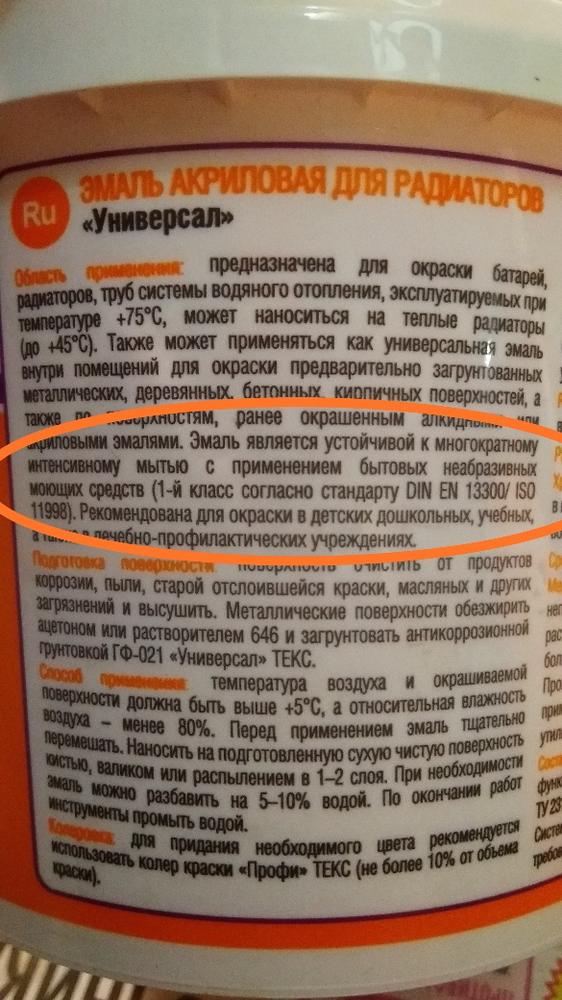 Ru
ЭМАЛЬ АКРИЛОВАЯ ДЛЯ РАДИАТОРОВ
«Универсал»
Область применения: предназначена для окраски батарей,
радиаторов, труб системы водяного отопления, эксплуатируемых при
температуре +75°С, может наноситься на теплые радиаторы
(до +45°С). Также может применяться как универсальная эмаль
внутри помещений для окраски предварительно загрунтованных
металлических, деревянных, бетонных, кирпичных поверхностей, а
также по поверхностям, ранее окрашенным алкидными или
акриловыми эмалями. Эмаль является устойчивой к многократному
интенсивному мытью с применением бытовых неабразивных
моющих средств (1-й класс согласно стандарту DIN EN 13300/ ISO
11998). Рекомендована для окраски в детских дошкольных, учебных,
а также в лечебно-профилактических учреждениях.
Подготовка поверхности: поверхность очистить от продуктов
коррозии, пыли, старой отслоившейся краски, масляных и других
загрязнений и высушить. Металлические поверхности обезжирить
ацетоном или растворителем 646 и загрунтовать антикоррозионной
грунтовкой ГФ-021 «Универсал» ТЕКС.
Способ применения: температура воздуха и окрашиваемой
поверхности должна быть выше +5°С, а относительная влажность
воздуха – менее 80%. Перед применением эмаль тщательно
перемешать. Наносить на подготовленную сухую чистую поверхность
кистью, валиком или распылением в 1–2 слоя. При необходимости
эмаль можно разбавить на 5–10% водой. По окончании работ
инструменты промыть водой.
Колеровка: для придания необходимого цвета рекомендуется
использовать колер краски «Профи» ТЕКС (не более 10% от объема
краски).